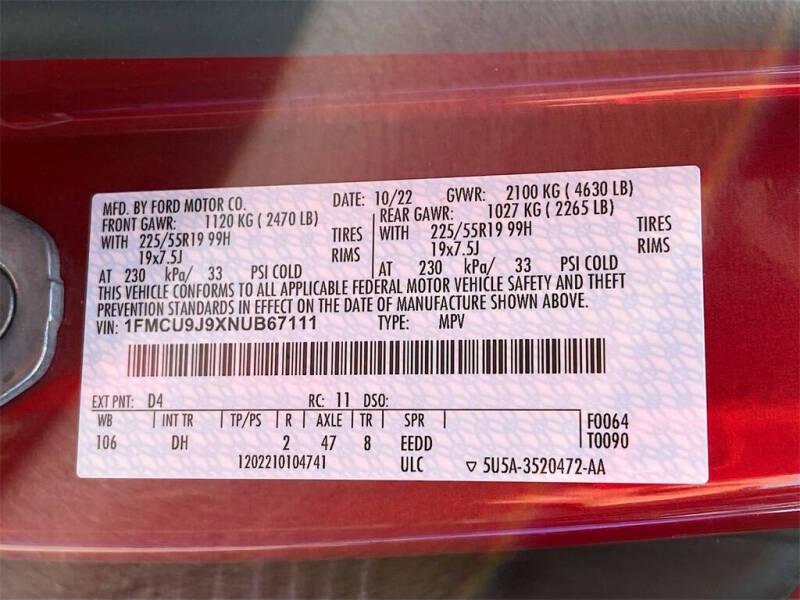 MFD. BY FORD MOTOR CO. DATE: 10/22 GVWR: 2100 KG ( 4630 LB)
FRONT GAWR: 1120 KG ( 2470 LB) REAR GAWR: 1027 KG ( 2265 LB)
WITH 225/55R19 99H TIRES WITH 225/55R19 99H TIRES
19x7.5J RIMS 19x7.5J RIMS
AT 230 kPa/ 33 PSI COLD AT 230 kPa/ 33 PSI COLD
THIS VEHICLE CONFORMS TO ALL APPLICABLE FEDERAL MOTOR VEHICLE SAFETY AND THEFT
PREVENTION STANDARDS IN EFFECT ON THE DATE OF MANUFACTURE SHOWN ABOVE.
VIN: 1FMCU9J9XNUB67111 TYPE: MPV
EXT PNT: D4 RC: 11 DSO:
WB INT TR TP/PS R AXLE TR SPR F0064
106 DH 2 47 8 EEDD T0090
1202210104741 ULC ▽ 5U5A-3520472-AA